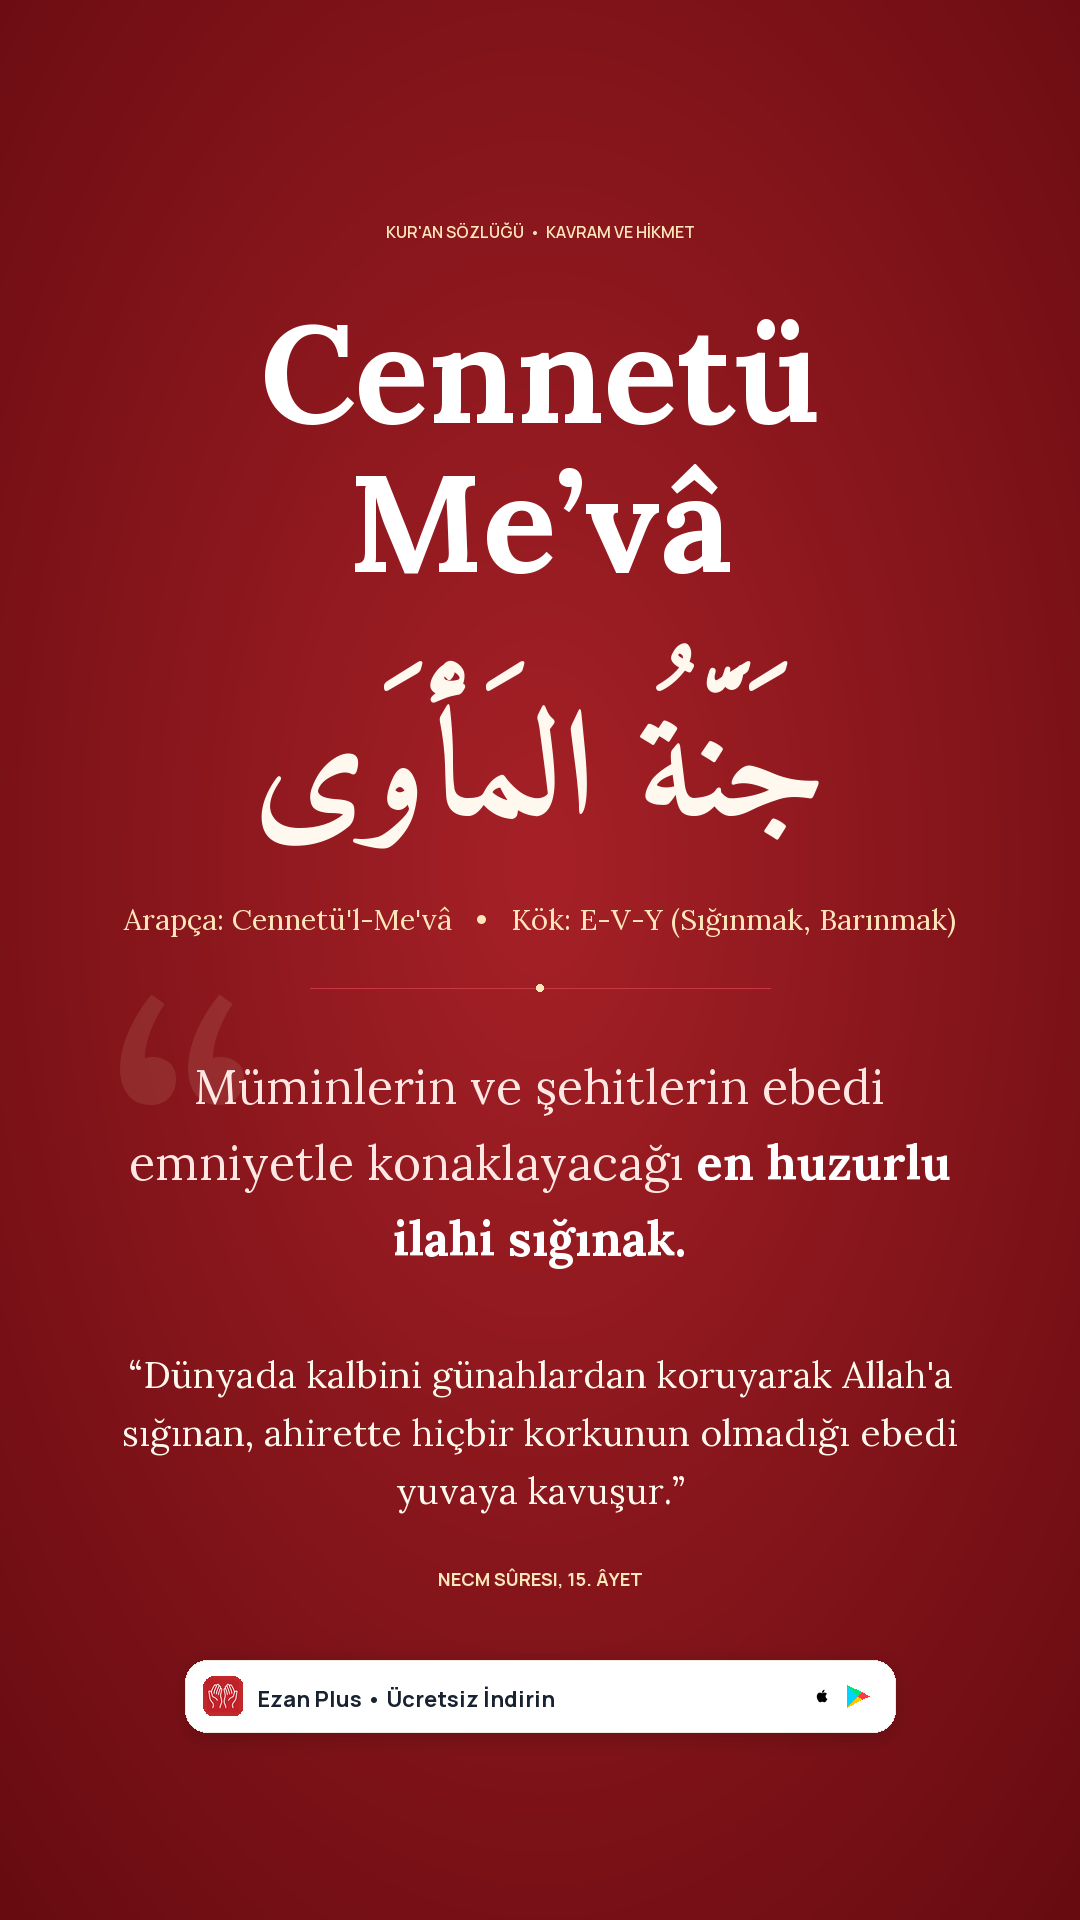 KUR'AN SÖZLÜĞÜ • KAVRAM VE HİKMET
Cennetü
Me’vâ
جَنَّةُ المَأْوَى
Arapça: Cennetü'l-Me'vâ • Kök: E-V-Y (Sığınmak, Barınmak)
“
Müminlerin ve şehitlerin ebedi
emniyetle konaklayacağı en huzurlu
ilahi sığınak.
“Dünyada kalbini günahlardan koruyarak Allah'a
sığınan, ahirette hiçbir korkunun olmadığı ebedi
yuvaya kavuşur.”
NECM SÛRESI, 15. ÂYET
Ezan Plus • Ücretsiz İndirin